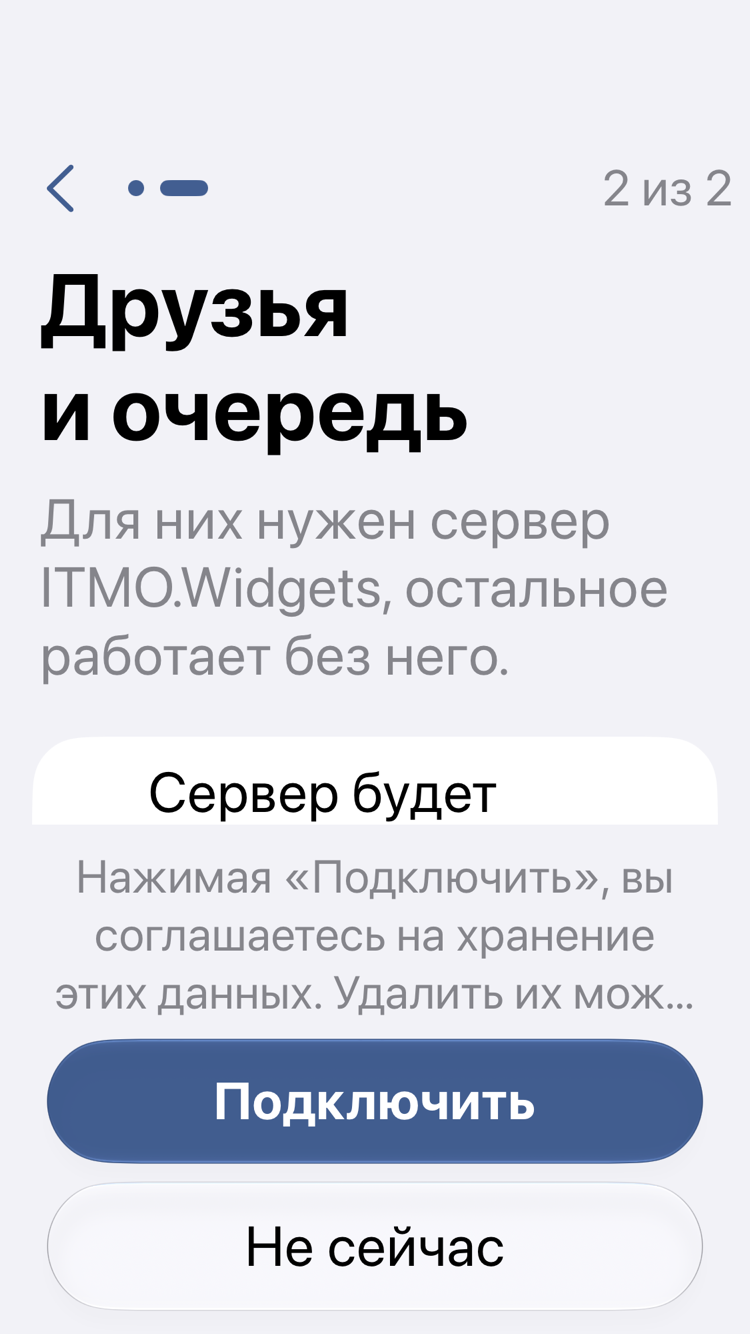 2 из 2
Друзья
и очередь
Для них нужен сервер
ITMO.Widgets, остальное
работает без него.
Сервер будет
Нажимая «Подключить», вы
соглашаетесь на хранение
этих данных. Удалить их мож...
Подключить
Не сейчас